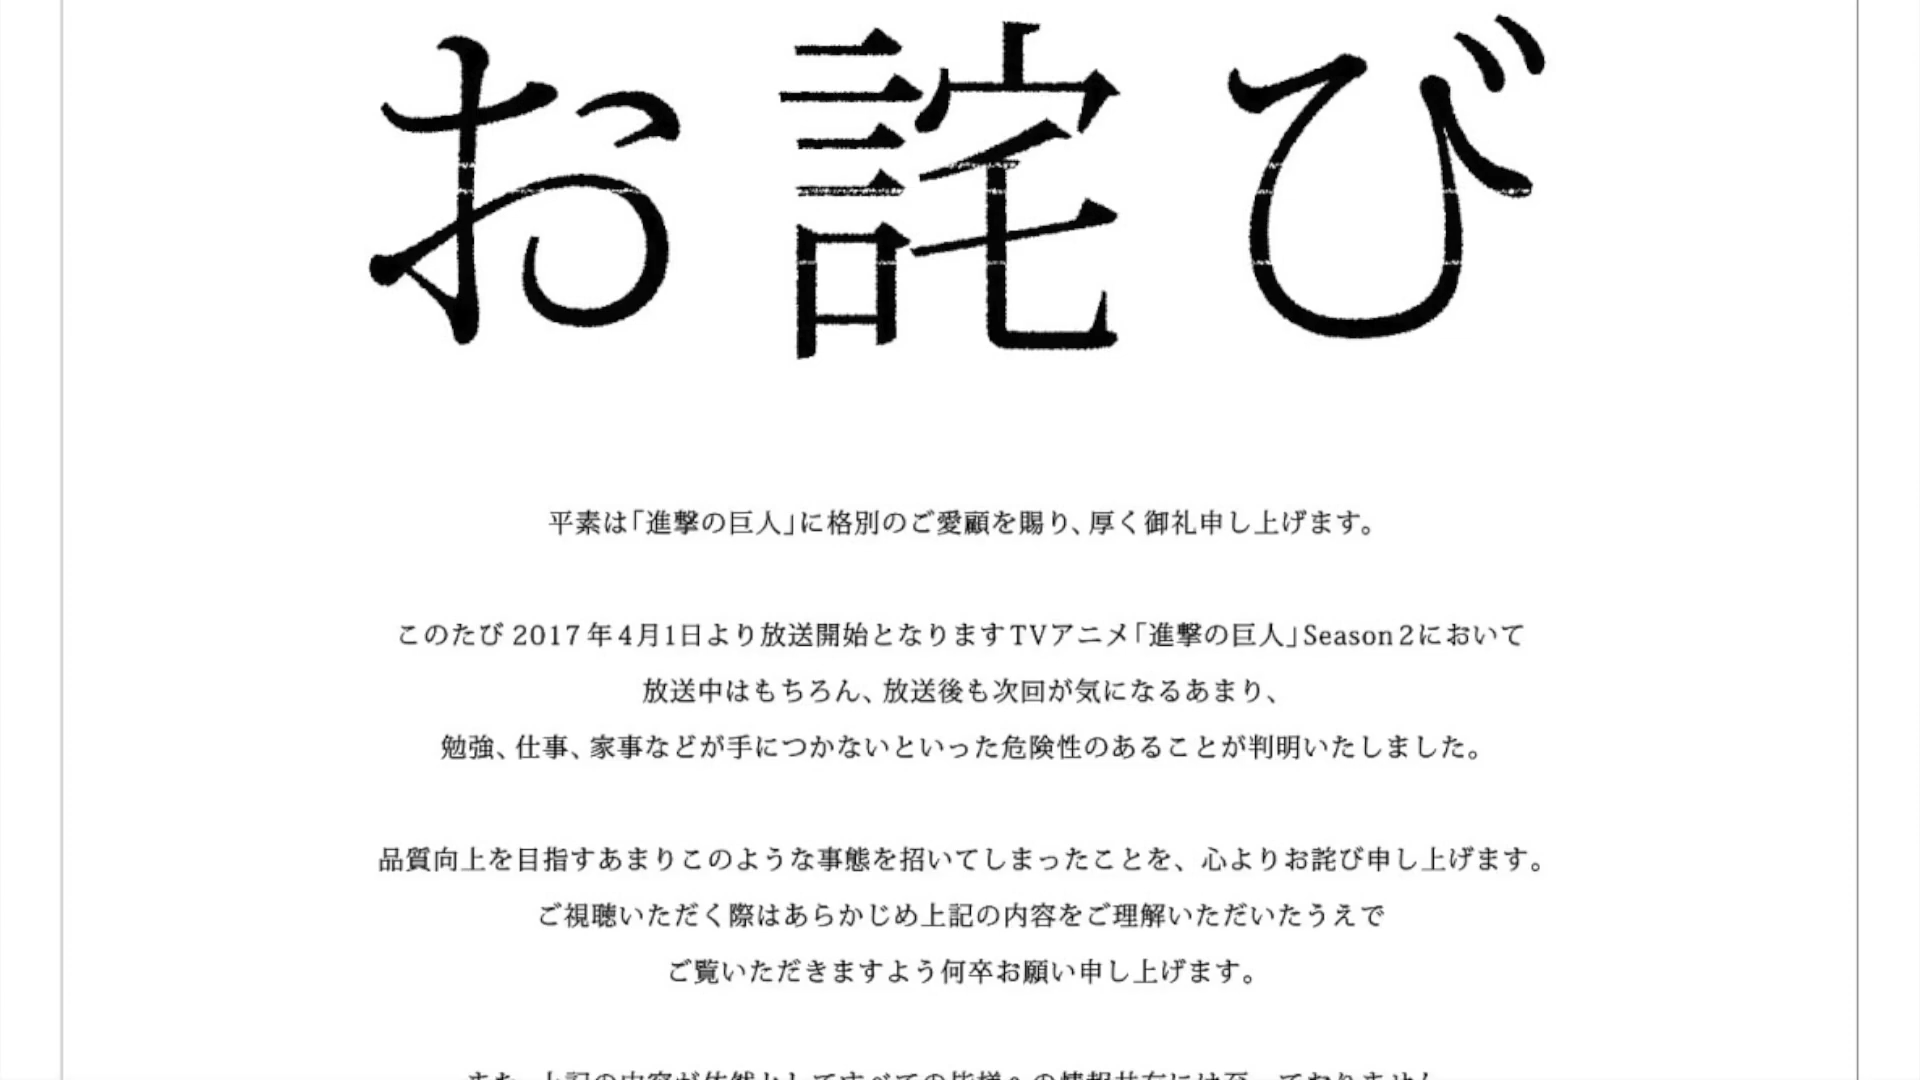 お詫び
平素は「進撃の巨人」に格別のご愛顧を賜り、厚く御礼申し上げます。
このたび 2017年4月1日より放送開始となりますTVアニメ「進撃の巨人」Season2において
放送中はもちろん、放送後も次回が気になるあまり、
勉強、仕事、家事などが手につかないといった危険性のあることが判明いたしました。
品質向上を目指すあまりこのような事態を招いてしまったことを、心よりお詫び申し上げます。
ご視聴いただく際はあらかじめ上記の内容をご理解いただいたうえで
ご覧いただきますよう何卒お願い申し上げます。